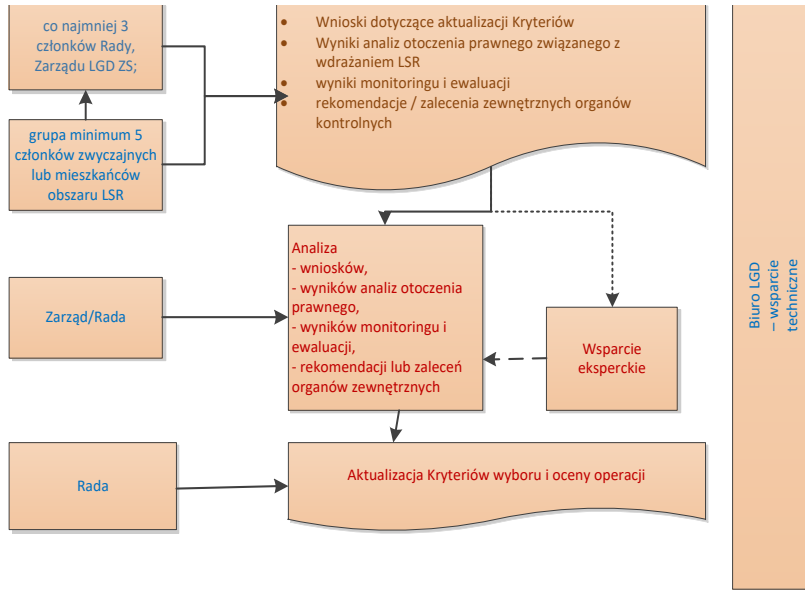 co najmniej 3
członków Rady,
Zarządu LGD ZS;
• Wnioski dotyczące aktualizacji Kryteriów
• Wyniki analiz otoczenia prawnego związanego z
wdrażaniem LSR
• wyniki monitoringu i ewaluacji
• rekomendacje / zalecenia zewnętrznych organów
kontrolnych
grupa minimum 5
członków zwyczajnych
lub mieszkańców
obszaru LSR
Zarząd/Rada
Analiza
- wniosków,
- wyników analiz otoczenia
prawnego,
- wyników monitoringu i
ewaluacji,
- rekomendacji lub zaleceń
organów zewnętrznych
Wsparcie
eksperckie
Rada
Aktualizacja Kryteriów wyboru i oceny operacji
Biuro LGD
– wsparcie
techniczne